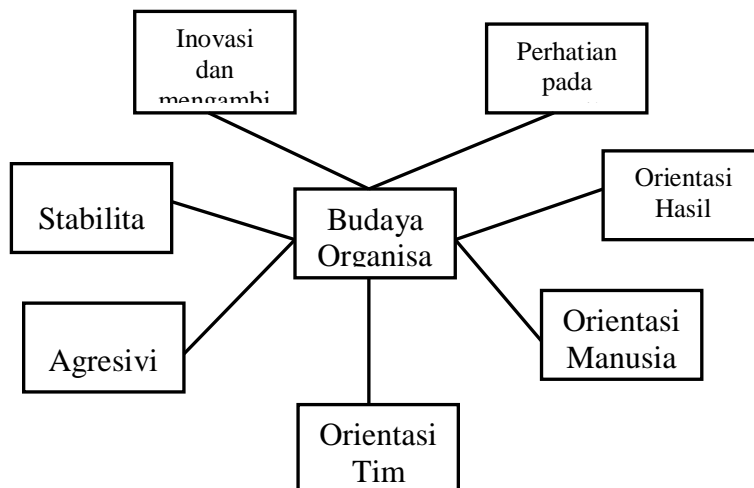 Inovasi
dan
mengambi
Perhatian
pada
Stabilita
Budaya
Organisa
Orientasi
Hasil
Agresivi
Orientasi
Manusia
Orientasi
Tim